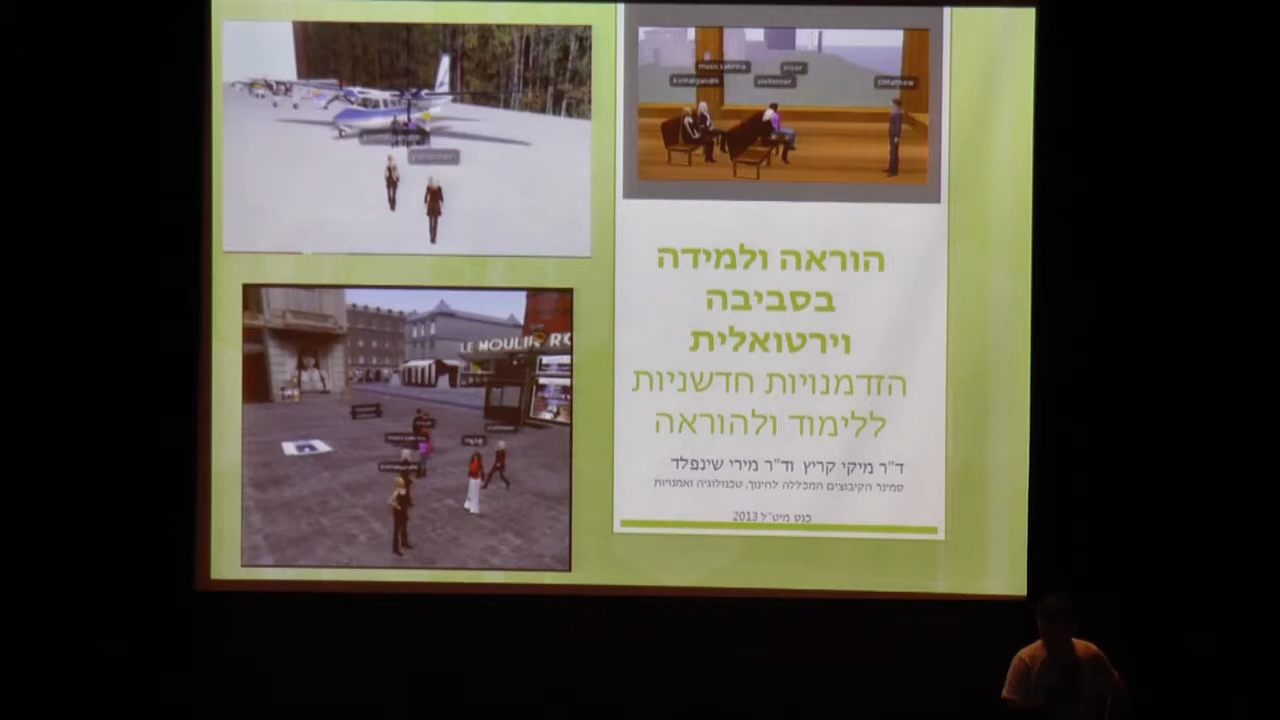 הוראה ולמידה
בסביבה
וירטואלית
הזדמנויות חדשניות
ללימוד ולהוראה
ד"ר מיקי קריץ וד"ר מירי שינפלד
סמינר הקיבוצים המכללה לחינוך, טכנולוגיה ואמנויות
כנס מיט"ל 2013
LE MOULIN RO